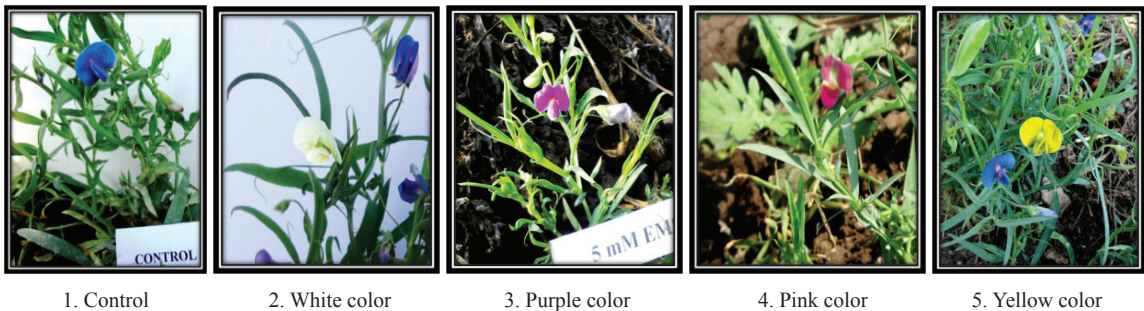 CONTROL
5 mM EM
1. Control
2. White color
3. Purple color
4. Pink color
5. Yellow color